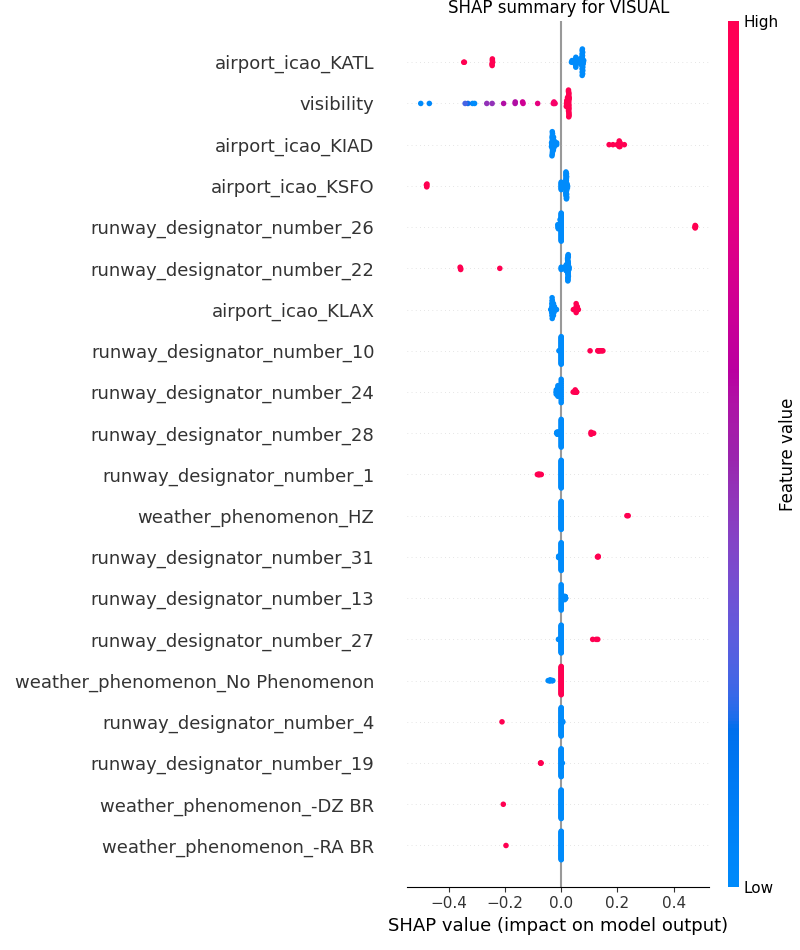 SHAP summary for VISUAL
High
airport_icao_KATL
visibility
airport_icao_KIAD
airport_icao_KSFO
runway_designator_number_26
runway_designator_number_22
airport_icao_KLAX
runway_designator_number_10
runway_designator_number_24
runway_designator_number_28
runway_designator_number_1
weather_phenomenon_HZ
runway_designator_number_31
runway_designator_number_13
runway_designator_number_27
weather_phenomenon_No Phenomenon
runway_designator_number_4
runway_designator_number_19
weather_phenomenon_-DZ BR
weather_phenomenon_-RA BR
Feature value
Low
−0.4 −0.2 0.0 0.2 0.4
SHAP value (impact on model output)